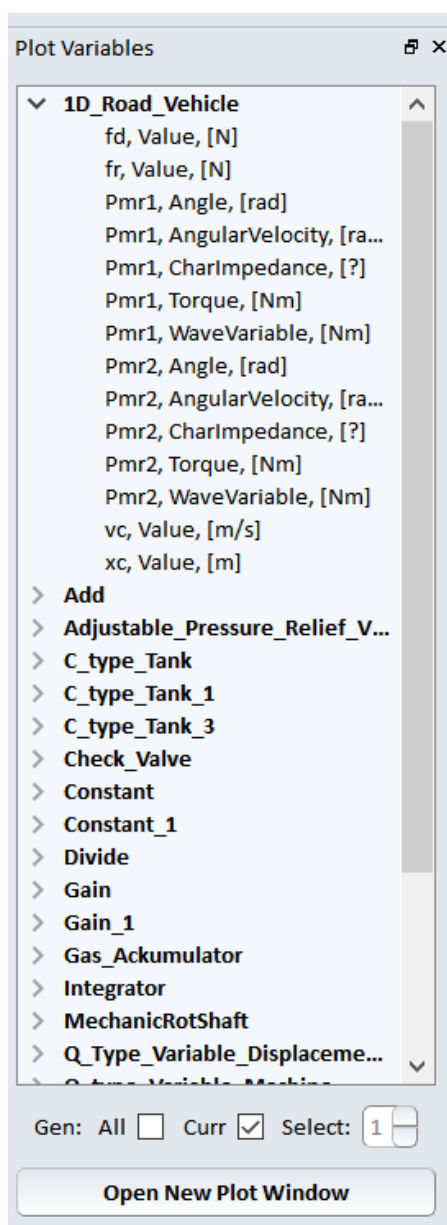 Plot Variables
1D_Road_Vehicle
fd, Value, [N]
fr, Value, [N]
Pmr1, Angle, [rad]
Pmr1, AngularVelocity, [ra...
Pmr1, CharImpedance, [?]
Pmr1, Torque, [Nm]
Pmr1, WaveVariable, [Nm]
Pmr2, Angle, [rad]
Pmr2, AngularVelocity, [ra...
Pmr2, CharImpedance, [?]
Pmr2, Torque, [Nm]
Pmr2, WaveVariable, [Nm]
vc, Value, [m/s]
xc, Value, [m]
Add
Adjustable_Pressure_Relief_V...
C_type_Tank
C_type_Tank_1
C_type_Tank_3
Check_Valve
Constant
Constant_1
Divide
Gain
Gain_1
Gas_Ackumulator
Integrator
MechanicRotShaft
Q_Type_Variable_Displaceme...
Gen: All Curr Select: 1
Open New Plot Window